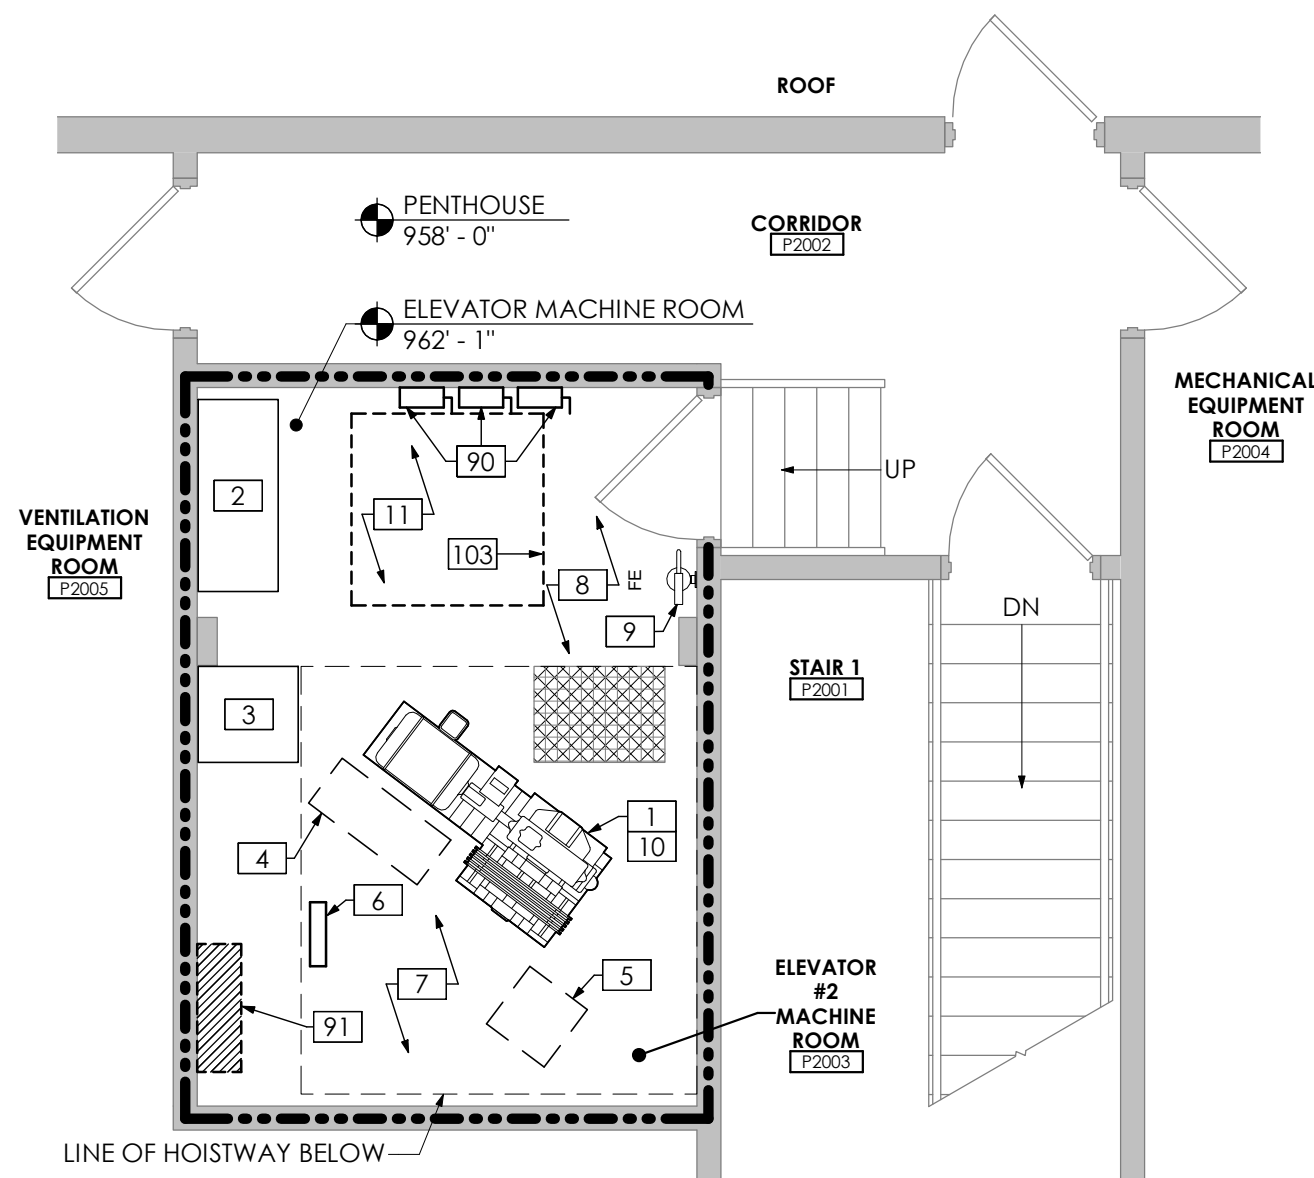 ROOF
PENTHOUSE
958' - 0"
CORRIDOR
P2002
ELEVATOR MACHINE ROOM
962' - 1"
MECHANICAL
EQUIPMENT
ROOM
P2004
90
UP
2
11
103
VENTILATION
EQUIPMENT
ROOM
P2005
8
FE
9
DN
STAIR 1
P2001
3
1
10
4
6
5
7
91
ELEVATOR
#2
MACHINE
ROOM
P2003
LINE OF HOISTWAY BELOW